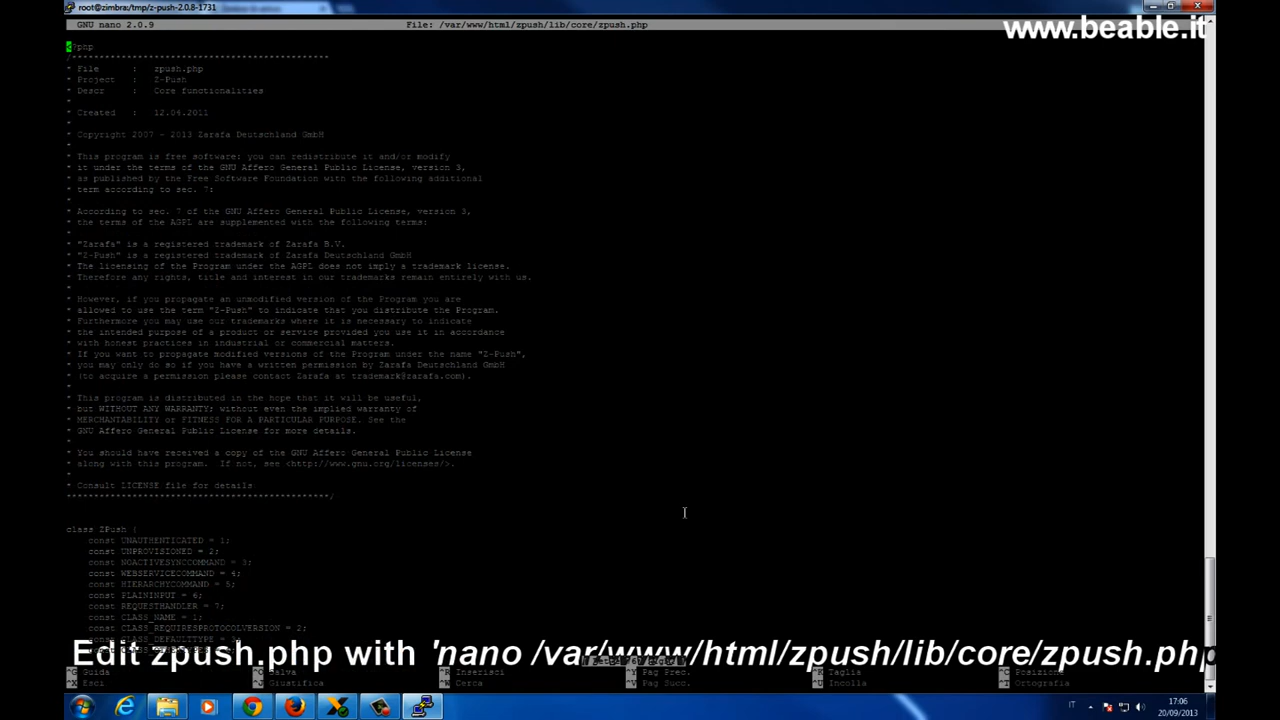 root@zimbra:/tmp/z-push-2.0.8-1731
GNU nano 2.0.9 File: /var/www/html/zpush/lib/core/zpush.php
www.beable.it
<?php
/***********************************************
* File : zpush.php
* Project : Z-Push
* Descr : Core functionalities
*
* Created : 12.04.2011
*
* Copyright 2007 - 2013 Zarafa Deutschland GmbH
*
* This program is free software: you can redistribute it and/or modify
* it under the terms of the GNU Affero General Public License, version 3,
* as published by the Free Software Foundation with the following additional
* term according to sec. 7:
*
* According to sec. 7 of the GNU Affero General Public License, version 3,
* the terms of the AGPL are supplemented with the following terms:
*
* "Zarafa" is a registered trademark of Zarafa B.V.
* "Z-Push" is a registered trademark of Zarafa Deutschland GmbH
* The licensing of the Program under the AGPL does not imply a trademark license.
* Therefore any rights, title and interest in our trademarks remain entirely with us.
*
* However, if you propagate an unmodified version of the Program you are
* allowed to use the term "Z-Push" to indicate that you distribute the Program.
* Furthermore you may use our trademarks where it is necessary to indicate
* the intended purpose of a product or service provided you use it in accordance
* with honest practices in industrial or commercial matters.
* If you want to propagate modified versions of the Program under the name "Z-Push",
* you may only do so if you have a written permission by Zarafa Deutschland GmbH
* (to acquire a permission please contact Zarafa at trademark@zarafa.com).
*
* This program is distributed in the hope that it will be useful,
* but WITHOUT ANY WARRANTY; without even the implied warranty of
* MERCHANTABILITY or FITNESS FOR A PARTICULAR PURPOSE. See the
* GNU Affero General Public License for more details.
*
* You should have received a copy of the GNU Affero General Public License
* along with this program. If not, see <http://www.gnu.org/licenses/>.
*
* Consult LICENSE file for details
************************************************/
class ZPush {
const UNAUTHENTICATED = 1;
const UNPROVISIONED = 2;
const NOACTIVESYNCCOMMAND = 3;
const WEBSERVICECOMMAND = 4;
const HIERARCHYCOMMAND = 5;
const PLAININPUT = 6;
const REQUESTHANDLER = 7;
const CLASS_NAME = 1;
const CLASS_REQUIRESPROTOCOLVERSION = 2;
const CLASS_DEFAULTTYPE = 3;
Edit zpush.php with 'nano /var/www/html/zpush/lib/core/zpush.php
^G Guida ^O Salva ^R Inserisci ^Y Pag Prec. ^K Taglia ^C Posizione
^X Esci ^J Giustifica ^W Cerca ^V Pag Succ. ^U Incolla ^T Ortografia
IT 17:06
20/09/2013